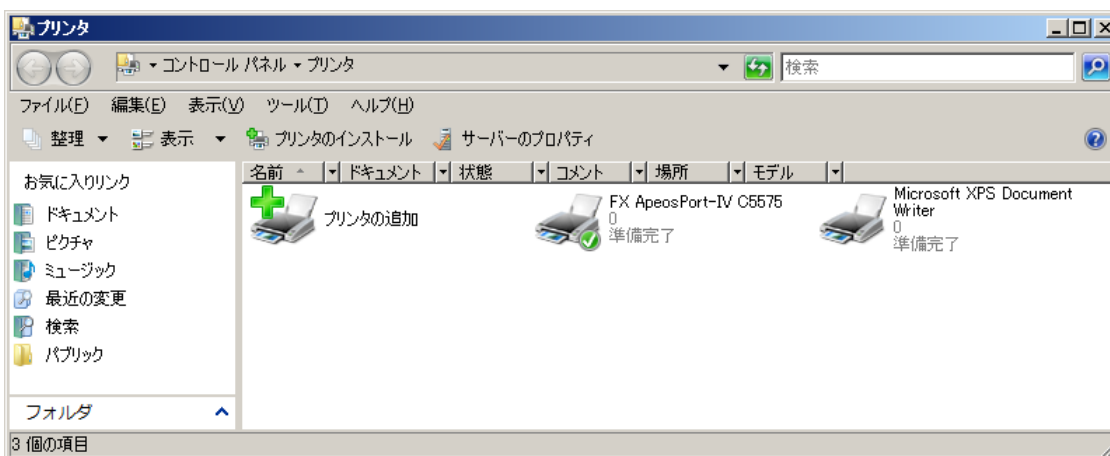 プリンタ
コントロール パネル プリンタ
検索
ファイル(F) 編集(E) 表示(V) ツール(T) ヘルプ(H)
整理 表示 プリンタのインストール サーバーのプロパティ
お気に入りリンク
ドキュメント
ピクチャ
ミュージック
最近の変更
検索
パブリック
フォルダ
名前 ドキュメント 状態 コメント 場所 モデル
プリンタの追加
FX ApeosPort-IV C5575
0
準備完了
Microsoft XPS Document
Writer
0
準備完了
3 個の項目